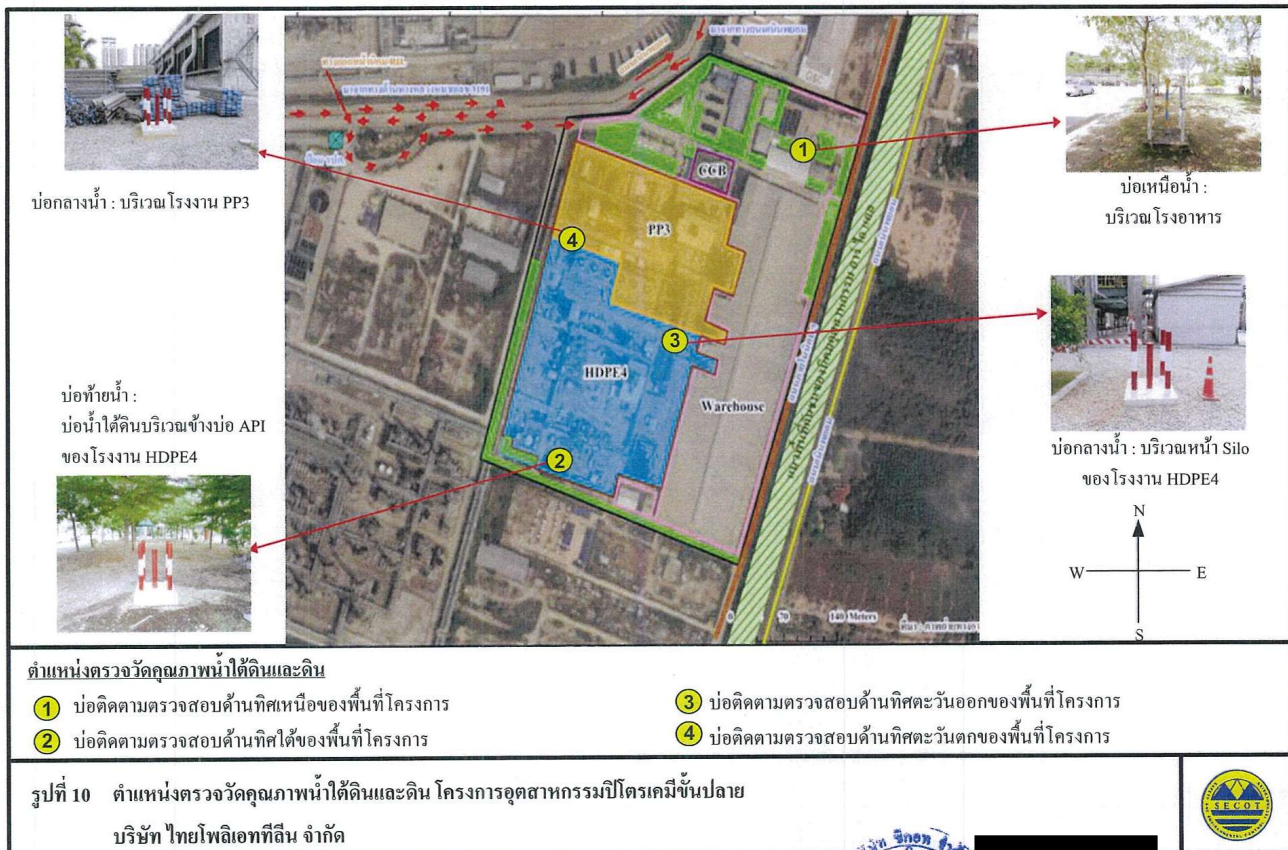 บ่อกลางน้ำ : บริเวณโรงงาน PP3
บ่อท้ายน้ำ :
บ่อน้ำใต้ดินบริเวณข้างบ่อ API
ของโรงงาน HDPE4
CCB
PP3
HDPE4
Warehouse
1
2
3
4
0 70 140 Meters
บ่อเหนือน้ำ :
บริเวณโรงอาหาร
บ่อกลางน้ำ : บริเวณหน้า Silo
ของโรงงาน HDPE4
N
W E
S
ตำแหน่งตรวจวัดคุณภาพน้ำใต้ดินและดิน
1 บ่อติดตามตรวจสอบด้านทิศเหนือของพื้นที่โครงการ
2 บ่อติดตามตรวจสอบด้านทิศใต้ของพื้นที่โครงการ
3 บ่อติดตามตรวจสอบด้านทิศตะวันออกของพื้นที่โครงการ
4 บ่อติดตามตรวจสอบด้านทิศตะวันตกของพื้นที่โครงการ
รูปที่ 10 ตำแหน่งตรวจวัดคุณภาพน้ำใต้ดินและดิน โครงการอุตสาหกรรมปิโตรเคมีขั้นปลาย
บริษัท ไทยโพลิเอททีลีน จำกัด
SECOT